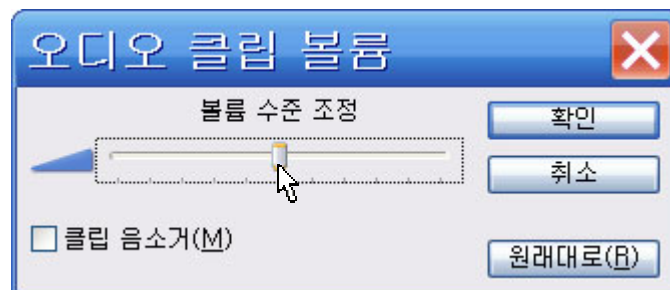 오디오 클립 볼륨
볼륨 수준 조정
확인
취소
클립 음소거(M)
원래대로(R)